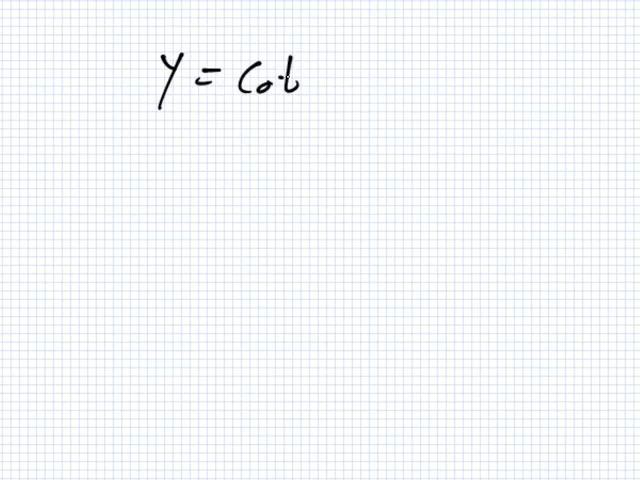 y = cot